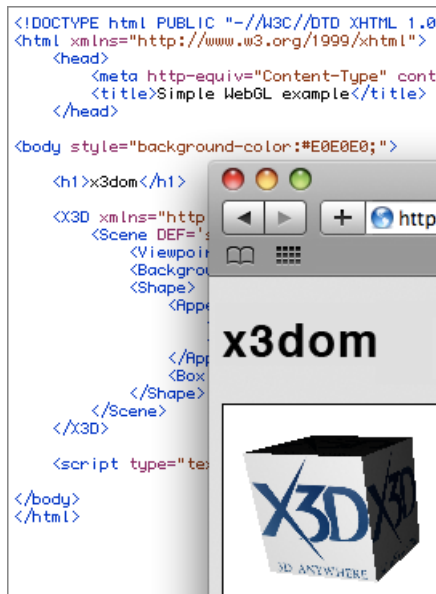 <!DOCTYPE html PUBLIC "-//W3C//DTD XHTML 1.0
<html xmlns="http://www.w3.org/1999/xhtml">
<head>
<meta http-equiv="Content-Type" cont
<title>Simple WebGL example</title>
</head>
<body style="background-color:#E0E0E0;">
<h1>x3dom</h1>
<X3D xmlns="http
<Scene DEF='s
<Viewpoin
<Backgrou
<Shape>
<Appe
</App
<Box
</Shape>
</Scene>
</X3D>
<script type="te
</body>
</html>
http
x3dom
X3D
3D ANYWHERE
X3D